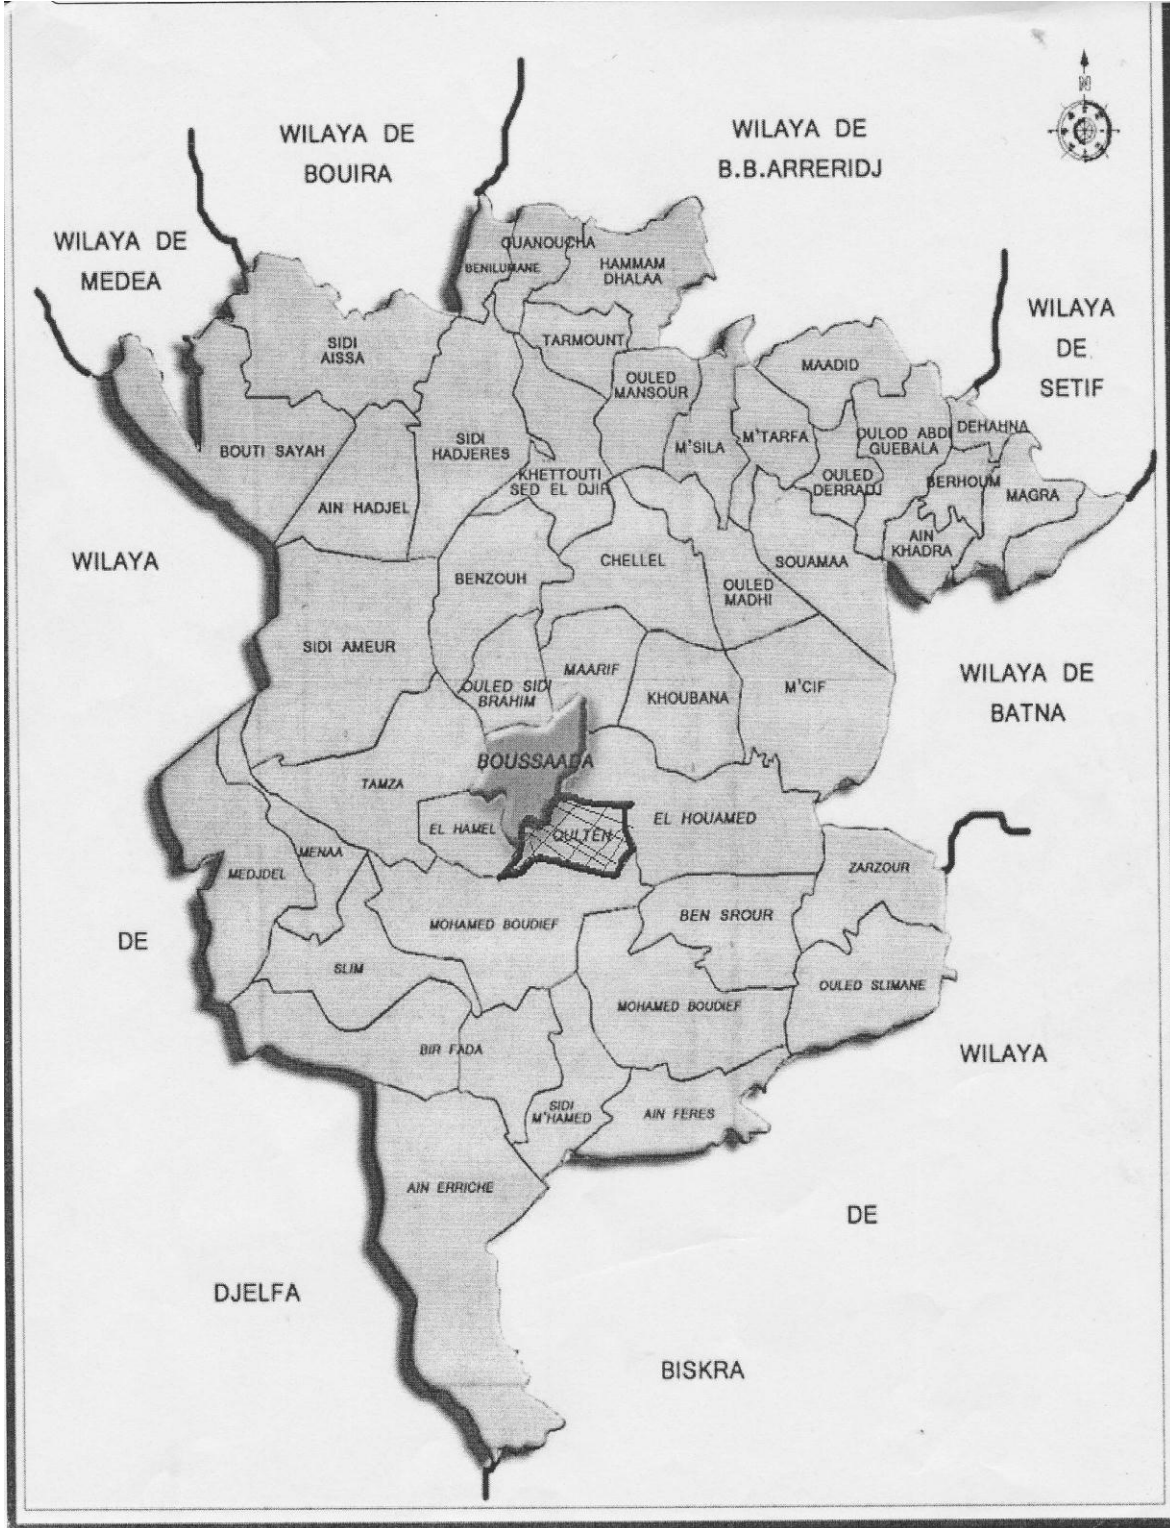 N
WILAYA DE
BOUIRA
WILAYA DE
B.B.ARRERIDJ
WILAYA DE
MEDEA
WILAYA
DE
SETIF
OUANOUCHA
BENILUMANE
HAMMAM
DHALAA
SIDI
AISSA
TARMOUNT
MAADID
OULED
MANSOUR
BOUTI SAYAH
SIDI
HADJERES
M'SILA
M'TARFA
OULOD ABDI
GUEBALA
DEHAHNA
KHETTOUTI
SED EL DJIR
OULED
DERRADJ
BERHOUM
MAGRA
AIN HADJEL
AIN
KHADRA
WILAYA
BENZOUH
CHELLEL
SOUAMAA
OULED
MADHI
SIDI AMEUR
OULED SIDI
BRAHIM
MAARIF
KHOUBANA
M'CIF
WILAYA DE
BATNA
BOUSSAADA
TAMZA
EL HAMEL
OULTEN
EL HOUAMED
MENAA
MEDJDEL
ZARZOUR
MOHAMED BOUDIEF
BEN SROUR
DE
SLIM
OULED SLIMANE
MOHAMED BOUDIEF
BIR FADA
WILAYA
SIDI
M'HAMED
AIN FERES
AIN ERRICHE
DE
DJELFA
BISKRA